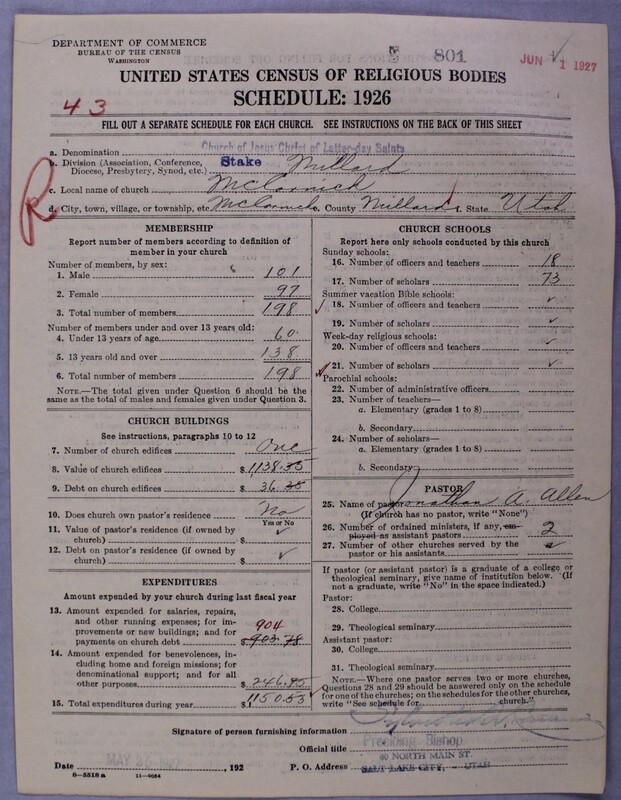 DEPARTMENT OF COMMERCE
BUREAU OF THE CENSUS
WASHINGTON
801
JUN 1 1927
UNITED STATES CENSUS OF RELIGIOUS BODIES
SCHEDULE: 1926
43
FILL OUT A SEPARATE SCHEDULE FOR EACH CHURCH. SEE INSTRUCTIONS ON THE BACK OF THIS SHEET
R
a. Denomination Church of Jesus Christ of Latter-day Saints
b. Division (Association, Conference, Diocese, Presbytery, Synod, etc.) Stake Millard
c. Local name of church McCornick
d. City, town, village, or township, etc. McCornick e. County Millard f. State Utah
MEMBERSHIP
Report number of members according to definition of
member in your church
Number of members, by sex:
1. Male 101
2. Female 97
3. Total number of members 198
Number of members under and over 13 years old:
4. Under 13 years of age 60
5. 13 years old and over 138
6. Total number of members 198
NOTE.—The total given under Question 6 should be
same as the total of males and females given under Question 3.
CHURCH BUILDINGS
See instructions, paragraphs 10 to 12
7. Number of church edifices One
8. Value of church edifices $1138.35
9. Debt on church edifices $36.35
10. Does church own pastor's residence No
Yes or No
11. Value of pastor's residence (if owned by
church) $ ✓
12. Debt on pastor's residence (if owned by
church) $ ✓
EXPENDITURES
Amount expended by your church during last fiscal year
13. Amount expended for salaries, repairs,
and other running expenses; for im-
provements or new buildings; and for 904
payments on church debt $903.78
14. Amount expended for benevolences, in-
cluding home and foreign missions; for
denominational support; and for all
other purposes $246.85
15. Total expenditures during year $1150.53
CHURCH SCHOOLS
Report here only schools conducted by this church
Sunday schools:
16. Number of officers and teachers 18
17. Number of scholars 73
Summer vacation Bible schools:
18. Number of officers and teachers ✓
19. Number of scholars ✓
Week-day religious schools:
20. Number of officers and teachers ✓
21. Number of scholars ✓
Parochial schools:
22. Number of administrative officers
23. Number of teachers—
a. Elementary (grades 1 to 8)
b. Secondary
24. Number of scholars—
a. Elementary (grades 1 to 8)
b. Secondary
PASTOR
25. Name of pastor Jonathan A. Allen
(If church has no pastor, write "None")
26. Number of ordained ministers, if any, em-
ployed as assistant pastors 2
27. Number of other churches served by the
pastor or his assistants
If pastor (or assistant pastor) is a graduate of a college or
theological seminary, give name of institution below. (If
not a graduate, write "No" in the space indicated.)
Pastor:
28. College
29. Theological seminary
Assistant pastor:
30. College
31. Theological seminary
NOTE.—Where one pastor serves two or more churches,
Questions 28 and 29 should be answered only on the schedule
for one of the churches; on the schedules for the other churches,
write "See schedule for church."
Signature of person furnishing information
Official title Presiding Bishop
40 NORTH MAIN ST.
Date MAY 25 1927, 192 P. O. Address SALT LAKE CITY, - UTAH
8—5518 a 11—9084